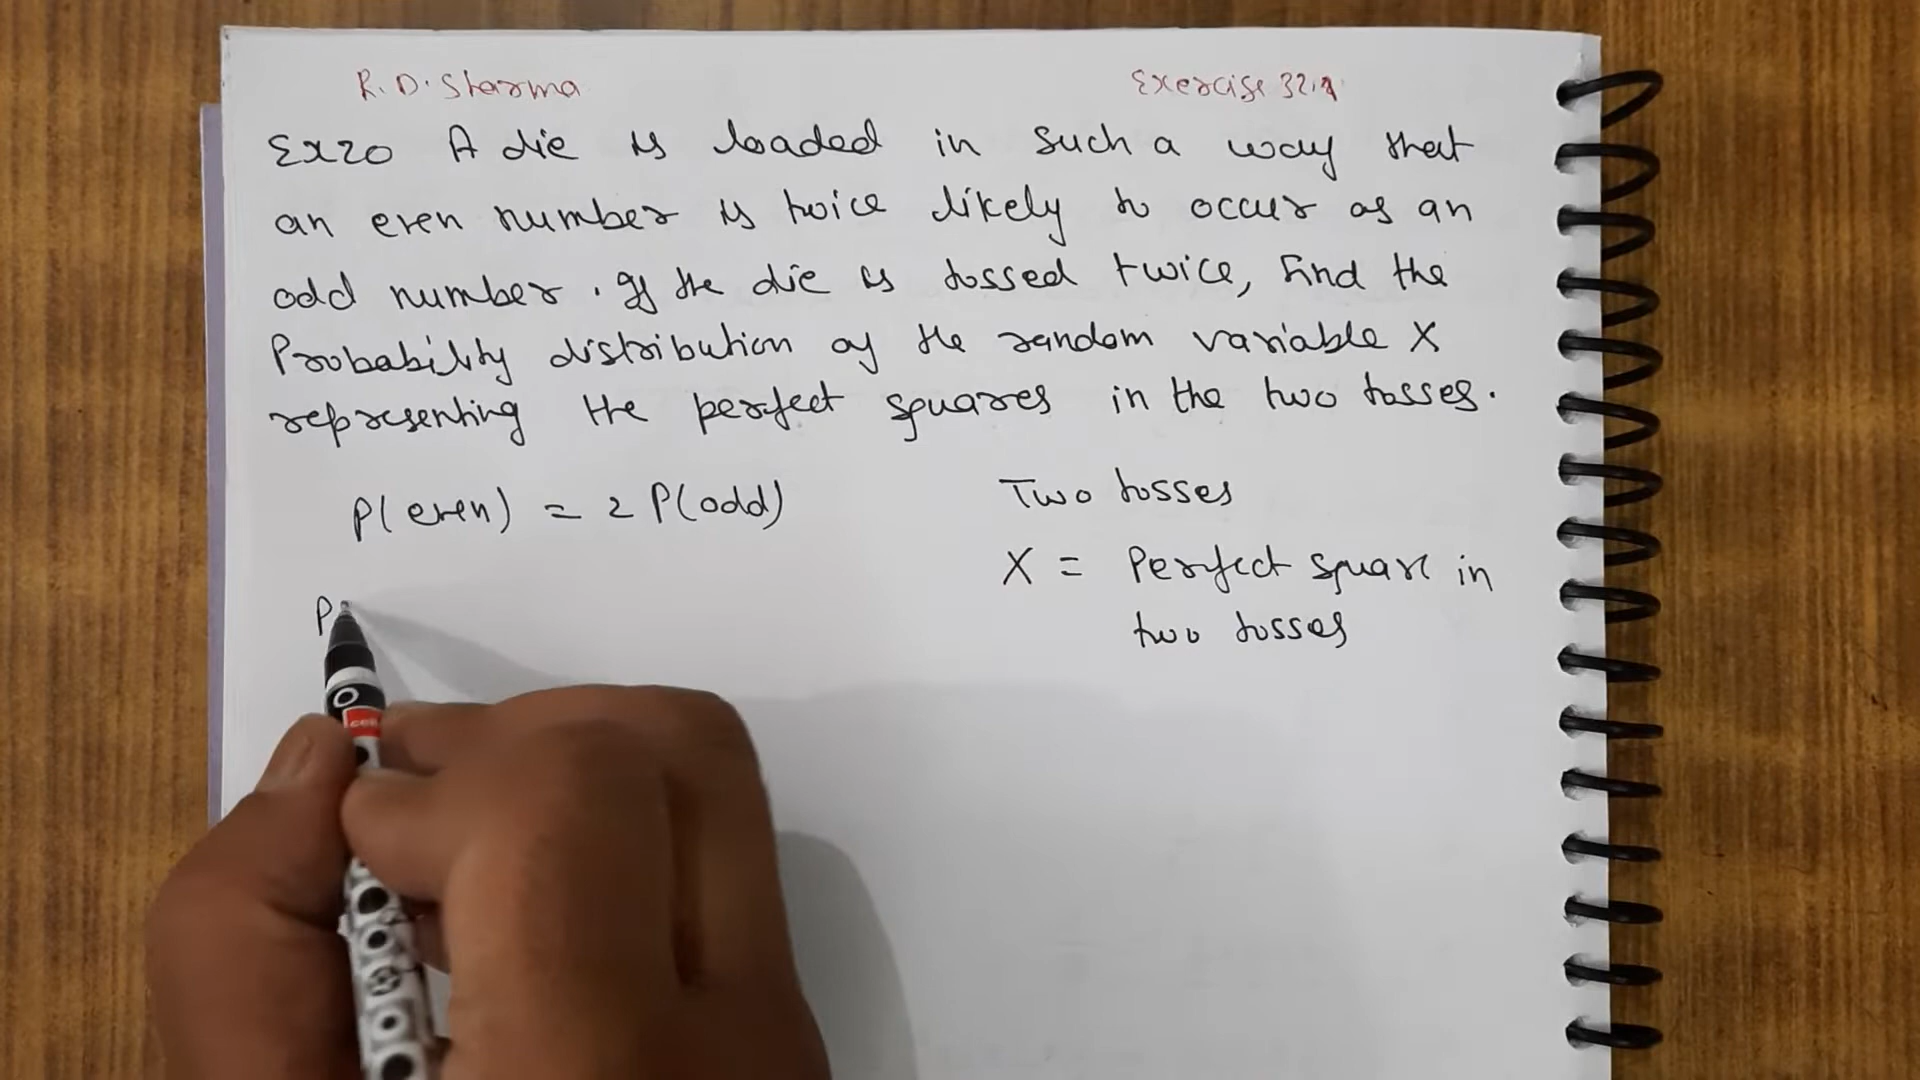 R.D. Sharma
Exercise 32.1
Ex20 A die is loaded in such a way that
an even number is twice likely to occur as an
odd number. If the die is tossed twice, Find the
Probability distribution of the random variable X
representing the perfect squares in the two tosses.
P(even) = 2 P(odd)
Two tosses
X = Perfect square in
two tosses
P